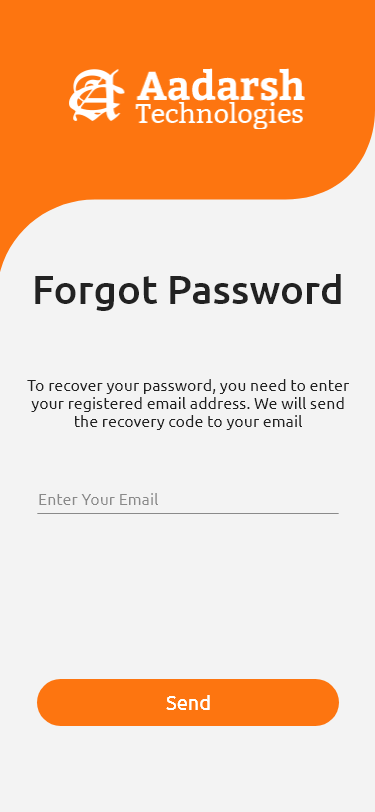 Aadarsh
Technologies
Forgot Password
To recover your password, you need to enter
your registered email address. We will send
the recovery code to your email
Enter Your Email
Send